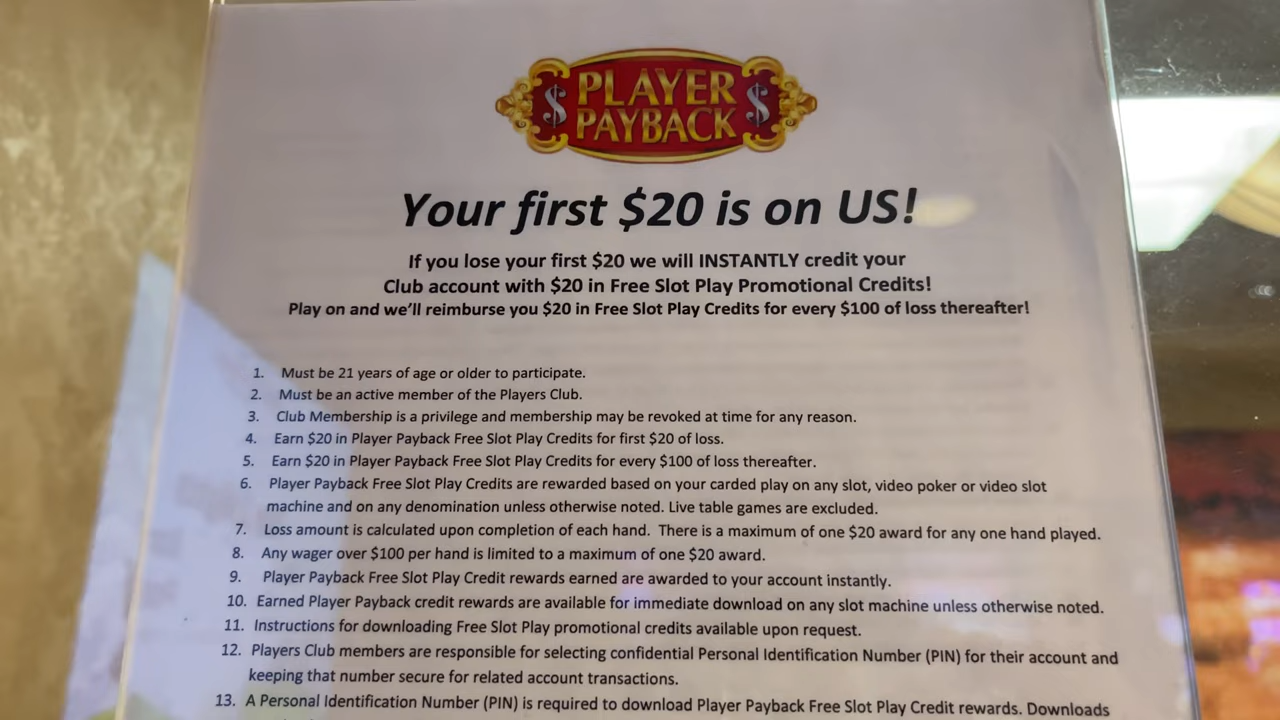 $ PLAYER $
PAYBACK
Your first $20 is on US!
If you lose your first $20 we will INSTANTLY credit your
Club account with $20 in Free Slot Play Promotional Credits!
Play on and we'll reimburse you $20 in Free Slot Play Credits for every $100 of loss thereafter!
1. Must be 21 years of age or older to participate.
2. Must be an active member of the Players Club.
3. Club Membership is a privilege and membership may be revoked at time for any reason.
4. Earn $20 in Player Payback Free Slot Play Credits for first $20 of loss.
5. Earn $20 in Player Payback Free Slot Play Credits for every $100 of loss thereafter.
6. Player Payback Free Slot Play Credits are rewarded based on your carded play on any slot, video poker or video slot
machine and on any denomination unless otherwise noted. Live table games are excluded.
7. Loss amount is calculated upon completion of each hand. There is a maximum of one $20 award for any one hand played.
8. Any wager over $100 per hand is limited to a maximum of one $20 award.
9. Player Payback Free Slot Play Credit rewards earned are awarded to your account instantly.
10. Earned Player Payback credit rewards are available for immediate download on any slot machine unless otherwise noted.
11. Instructions for downloading Free Slot Play promotional credits available upon request.
12. Players Club members are responsible for selecting confidential Personal Identification Number (PIN) for their account and
keeping that number secure for related account transactions.
13. A Personal Identification Number (PIN) is required to download Player Payback Free Slot Play Credit rewards. Downloads